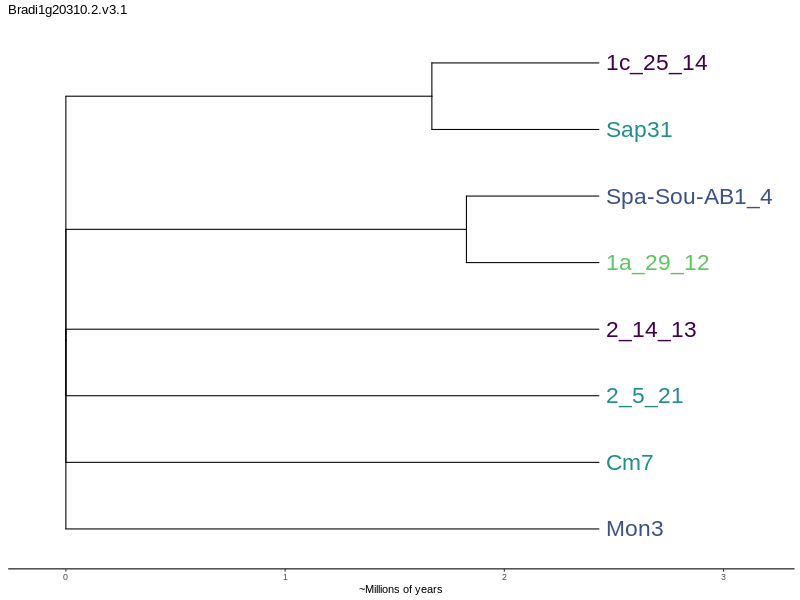 Bradi1g20310.2.v3.1
1c_25_14
Sap31
Spa-Sou-AB1_4
1a_29_12
2_14_13
2_5_21
Cm7
Mon3
0 1 2 3
~Millions of years